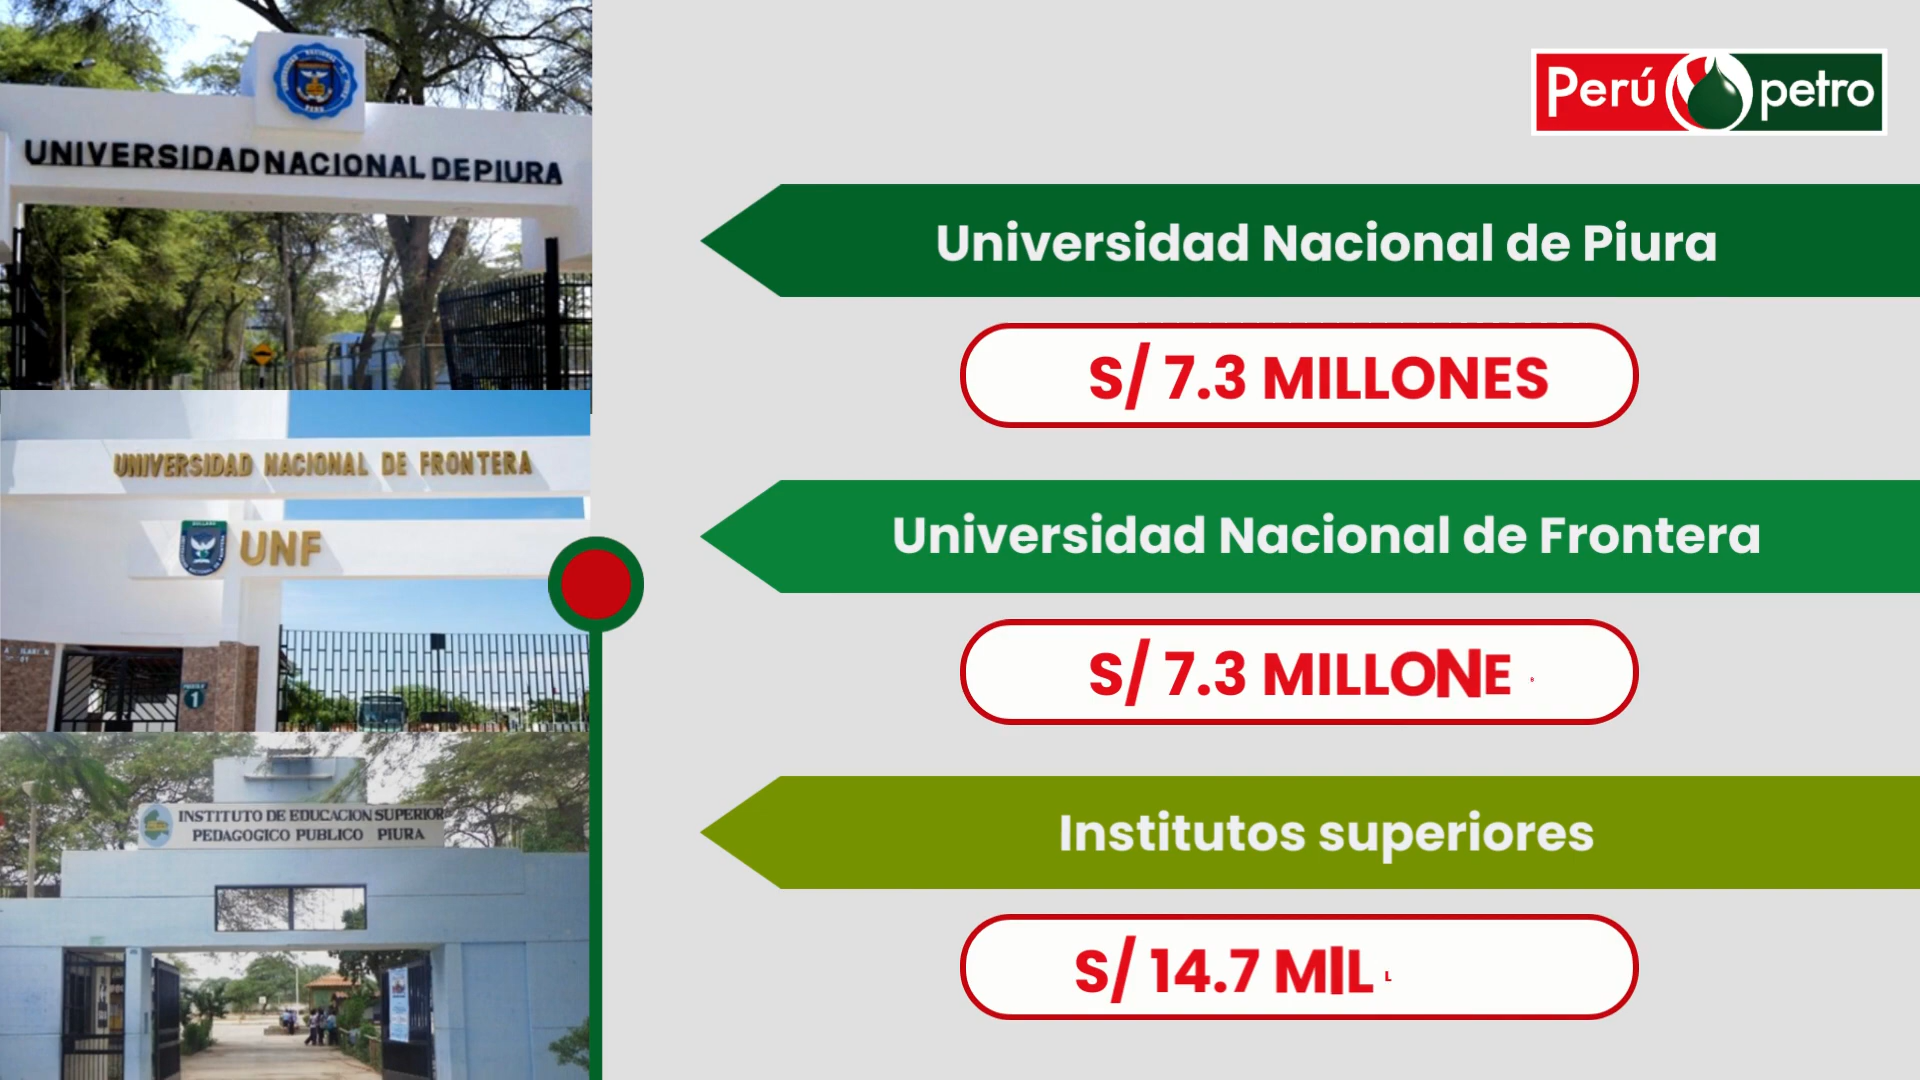 UNIVERSIDAD NACIONAL DE PIURA
UNIVERSIDAD NACIONAL DE FRONTERA
UNF
1
INSTITUTO DE EDUCACION SUPERIOR
PEDAGOGICO PUBLICO PIURA
Perú petro
Universidad Nacional de Piura
S/ 7.3 MILLONES
Universidad Nacional de Frontera
S/ 7.3 MILLONE
Institutos superiores
S/ 14.7 MIL L